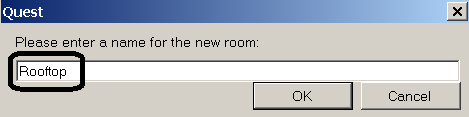 Quest
Please enter a name for the new room:
Rooftop
OK
Cancel